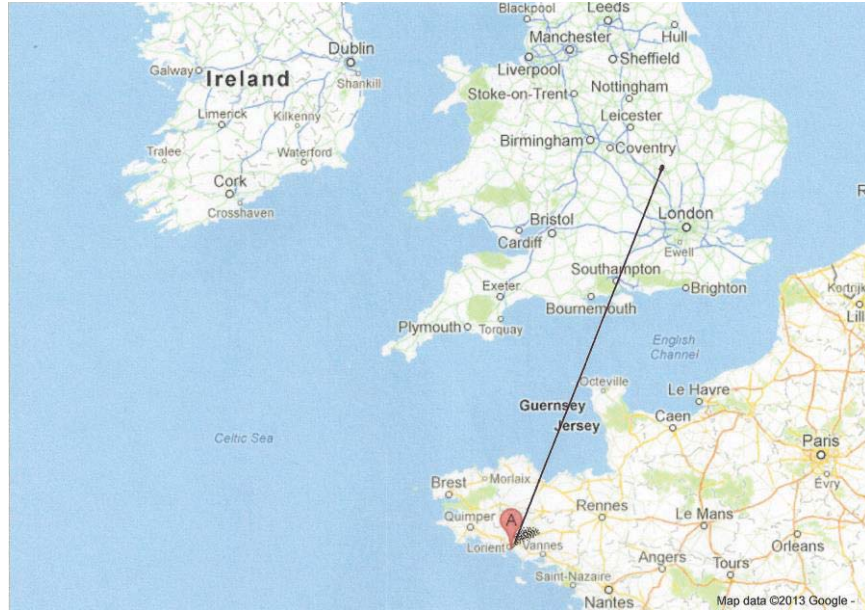 Blackpool
Leeds
Hull
Manchester
Dublin
Galway
Ireland
Shankill
Liverpool
Sheffield
Stoke-on-Trent
Nottingham
Limerick
Kilkenny
Leicester
Birmingham
Coventry
Tralee
Waterford
Cork
Crosshaven
London
Bristol
Cardiff
Ewell
Southampton
Exeter
Brighton
Bournemouth
Kortrijk
Plymouth
Torquay
Lill
English
Channel
Octeville
Le Havre
Guernsey
Jersey
Caen
Celtic Sea
Paris
Brest
Morlaix
Évry
Rennes
Le Mans
Quimper
A
Lorient
Vannes
Orleans
Angers
Tours
Saint-Nazaire
Nantes
Map data ©2013 Google -